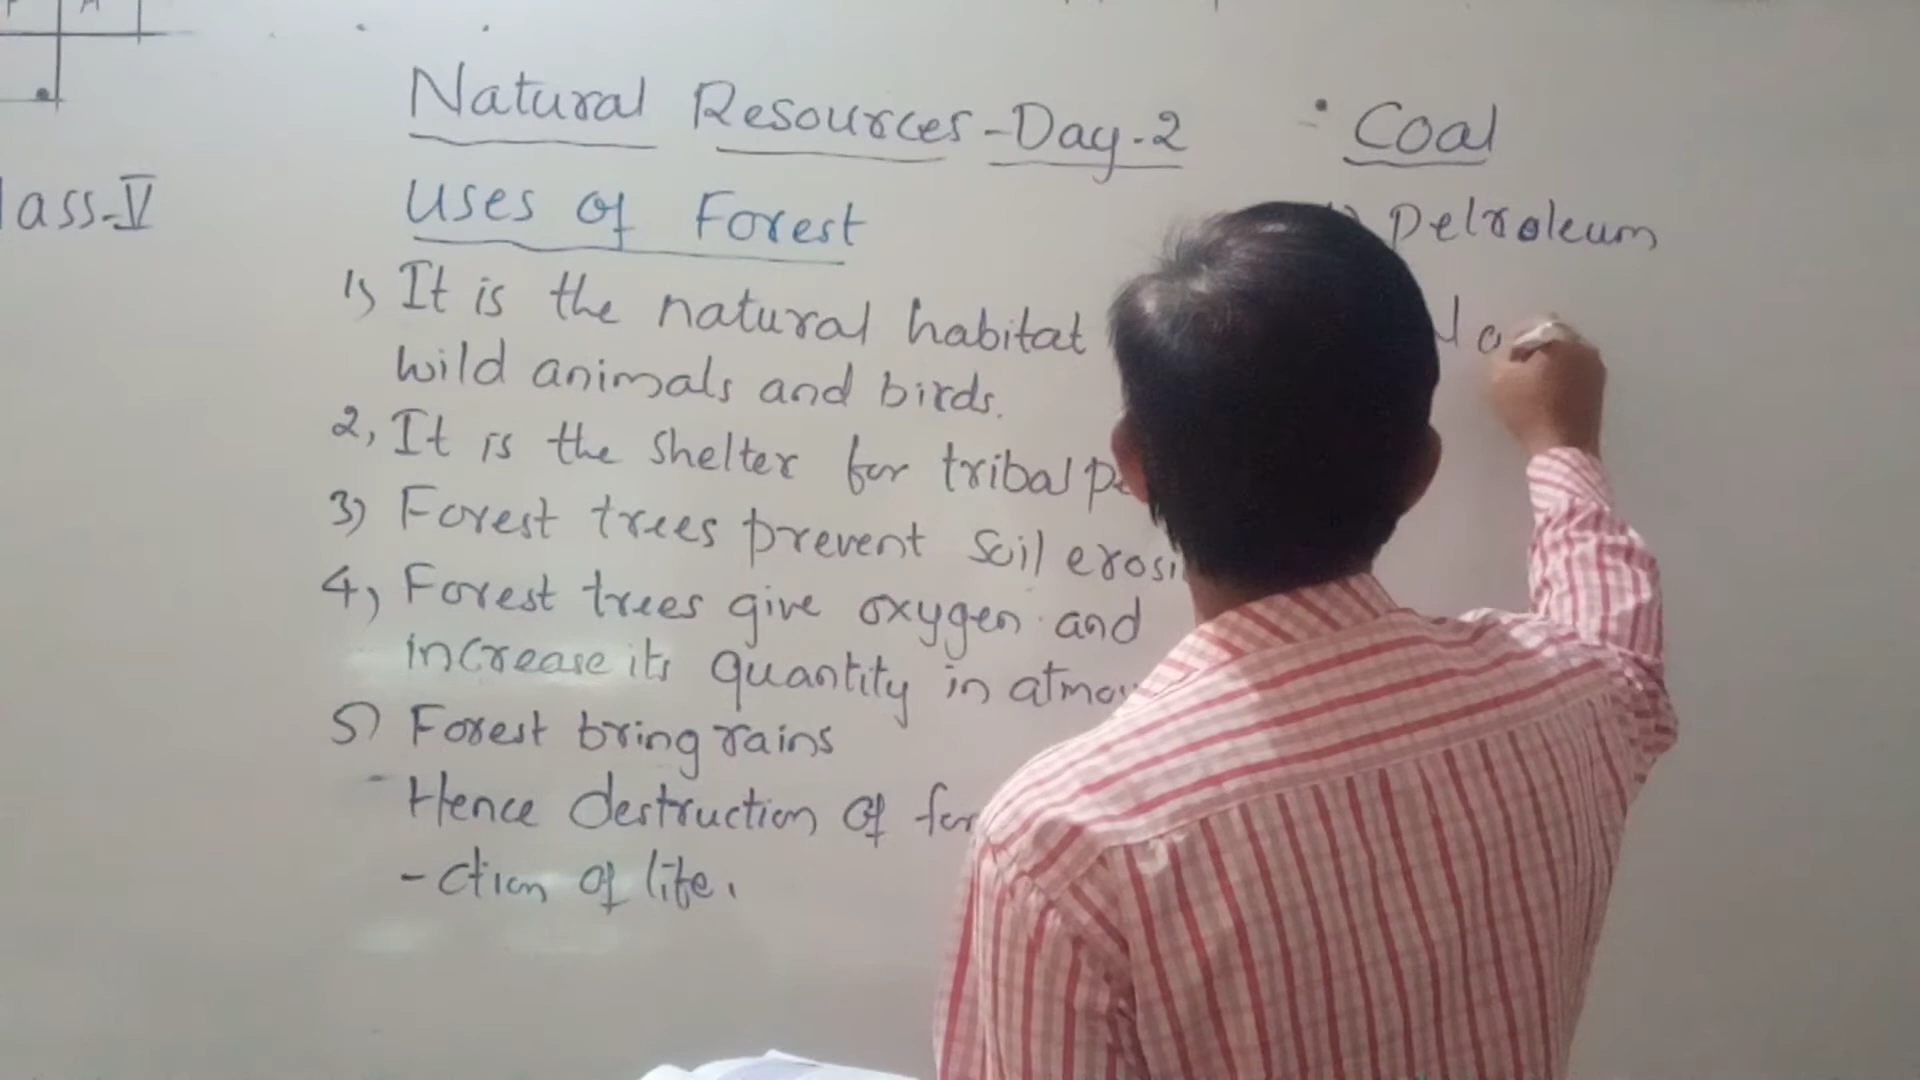 Natural Resources - Day-2
Class-V
Uses of Forest
1) It is the natural habitat
wild animals and birds.
2, It is the shelter for tribal
3) Forest trees prevent soil
4, Forest trees give oxygen and
increase its quantity in
5) Forest bring rains
Hence destruction of
-ction of life.
Coal
Petroleum